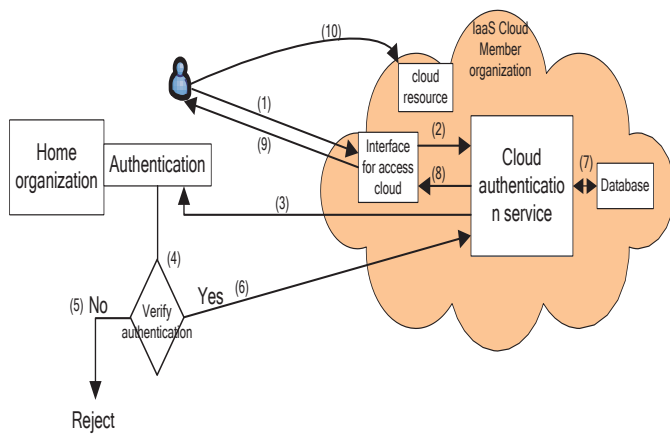 (10)
IaaS Cloud
Member
organization
cloud
resource
(1)
(2)
(9)
Interface
for access
cloud
Cloud
authenticatio
n service
(7)
Database
(8)
Home
organization
Authentication
(3)
(4)
(5) No
Verify
authentication
Yes (6)
Reject